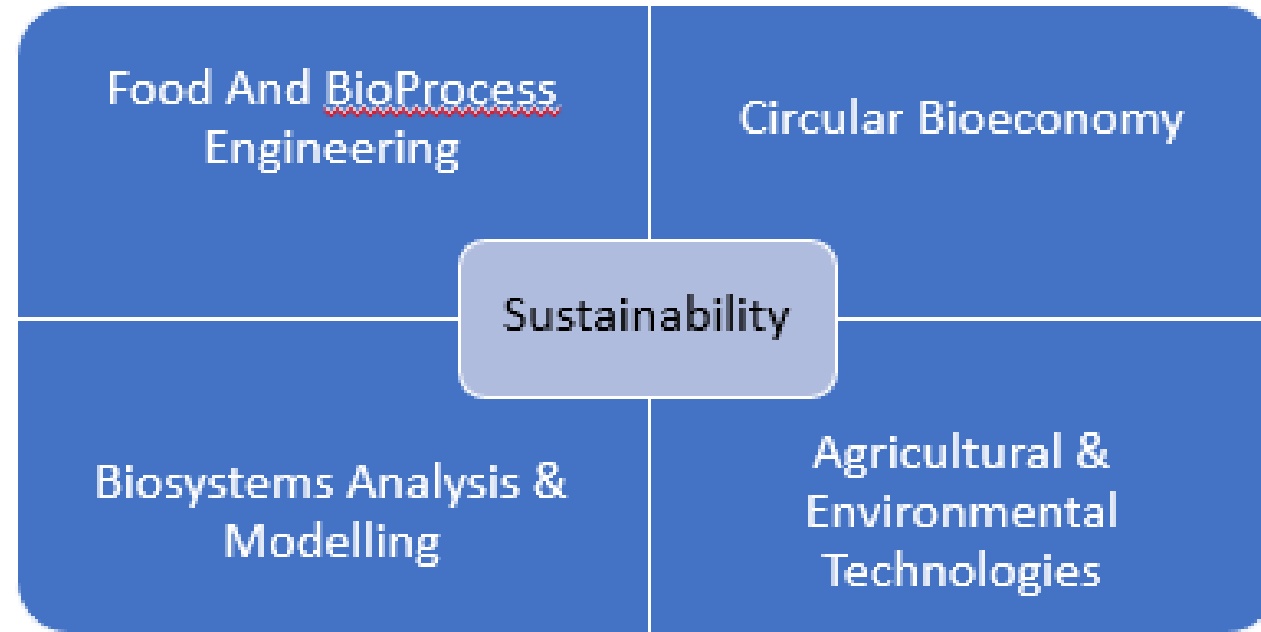 Food And BioProcess
Engineering
Circular Bioeconomy
Sustainability
Biosystems Analysis &
Modelling
Agricultural &
Environmental
Technologies